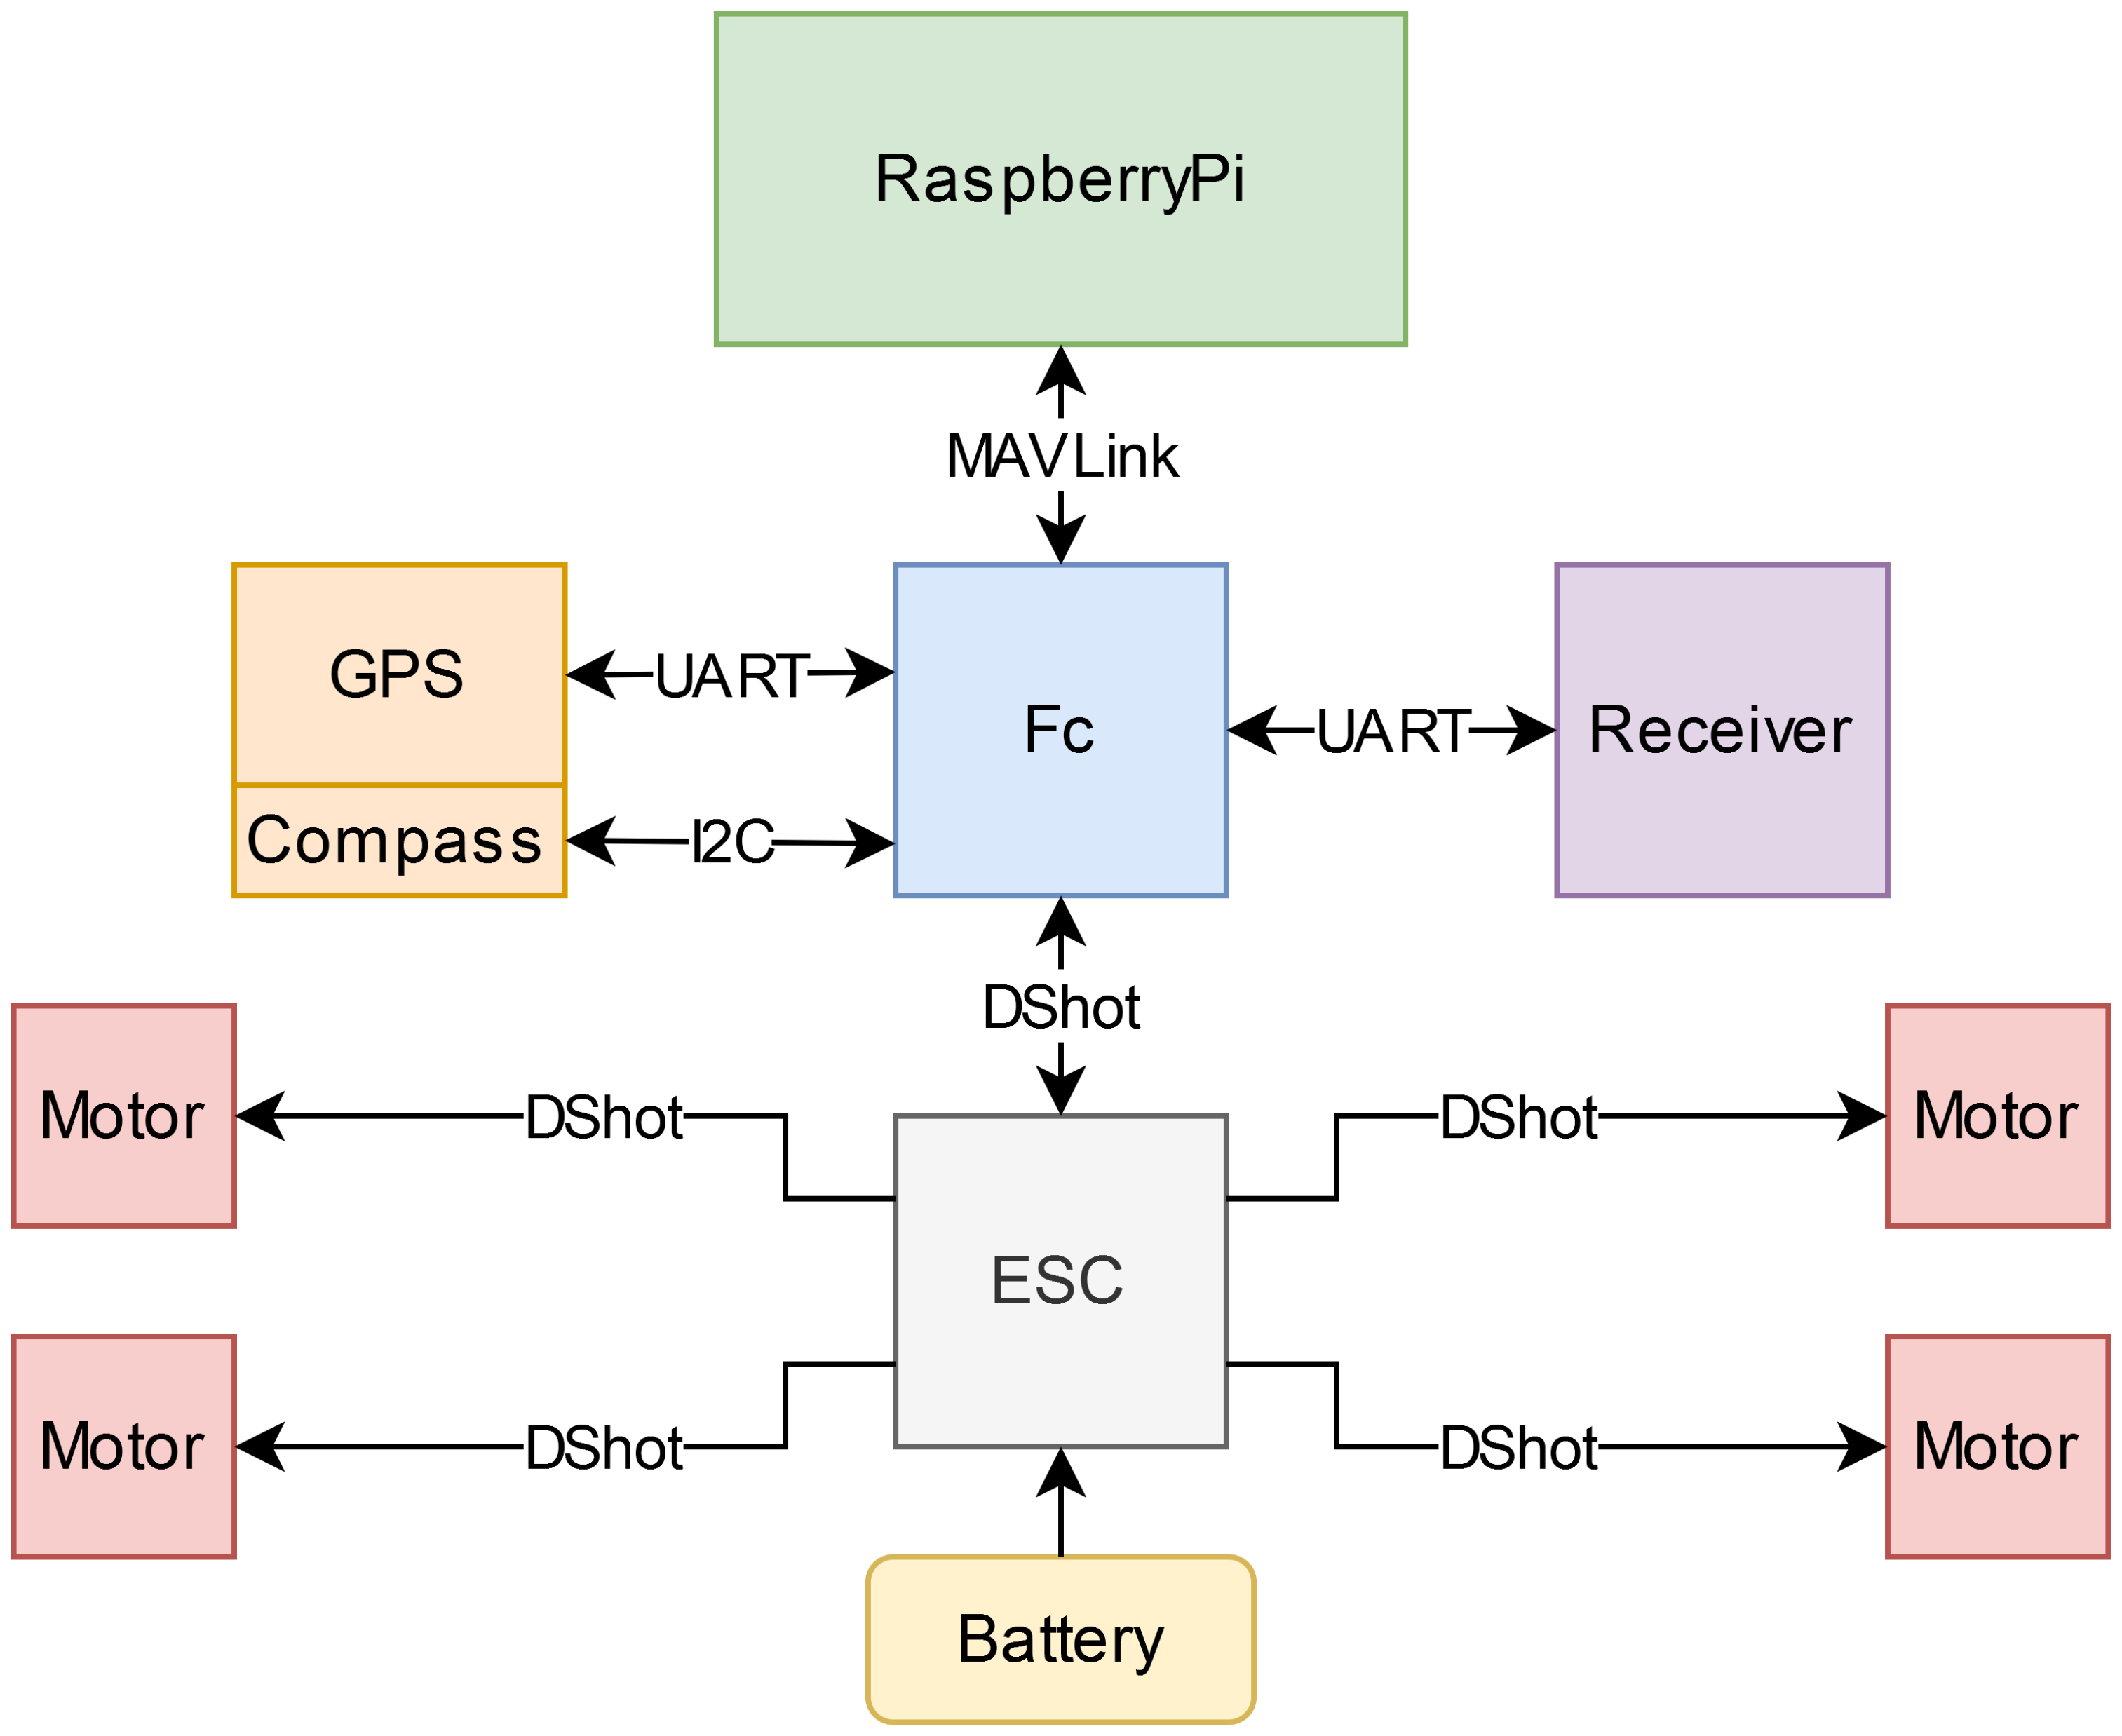 RaspberryPi
MAVLink
GPS
UART
Fc
UART
Receiver
Compass
I2C
DShot
Motor
DShot
DShot
Motor
ESC
Motor
DShot
DShot
Motor
Battery